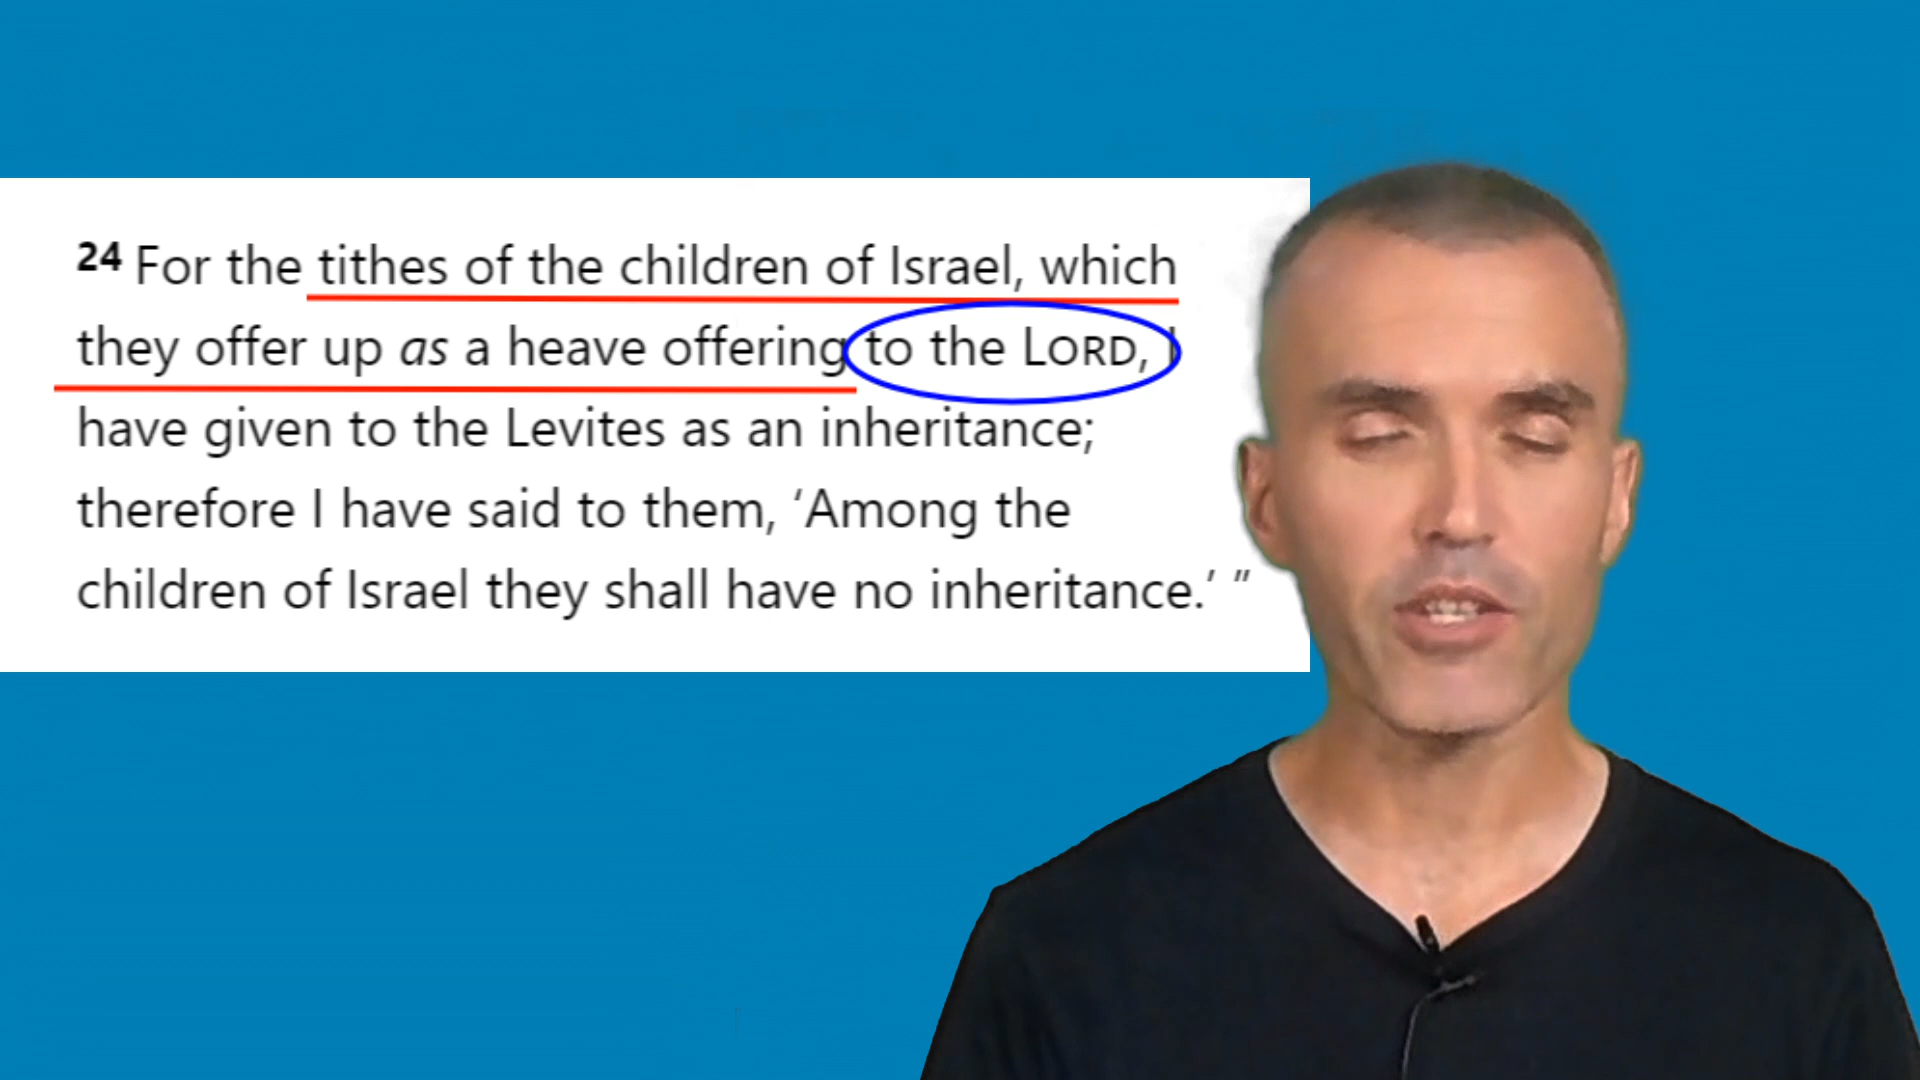 24 For the tithes of the children of Israel, which
they offer up as a heave offering to the LORD, I
have given to the Levites as an inheritance;
therefore I have said to them, ‘Among the
children of Israel they shall have no inheritance.’ ”